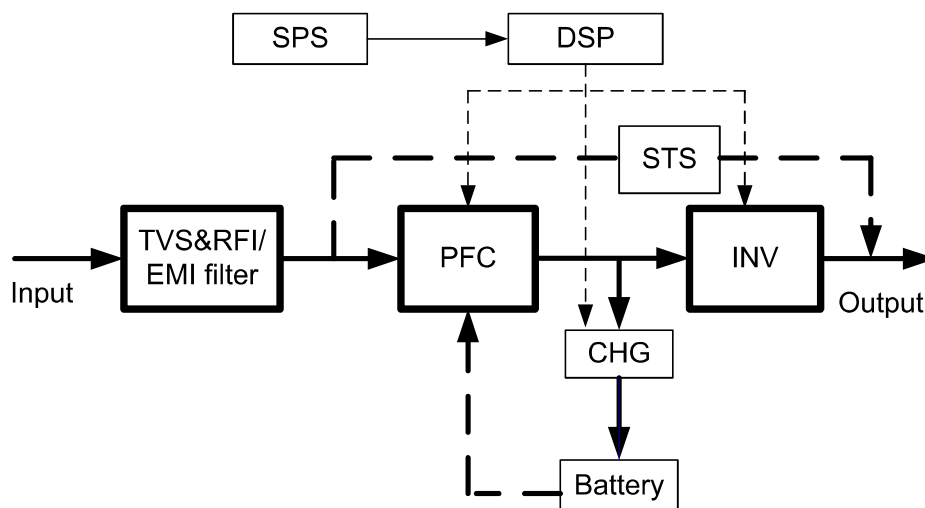 SPS
DSP
STS
TVS&RFI/
EMI filter
PFC
INV
Input
Output
CHG
Battery